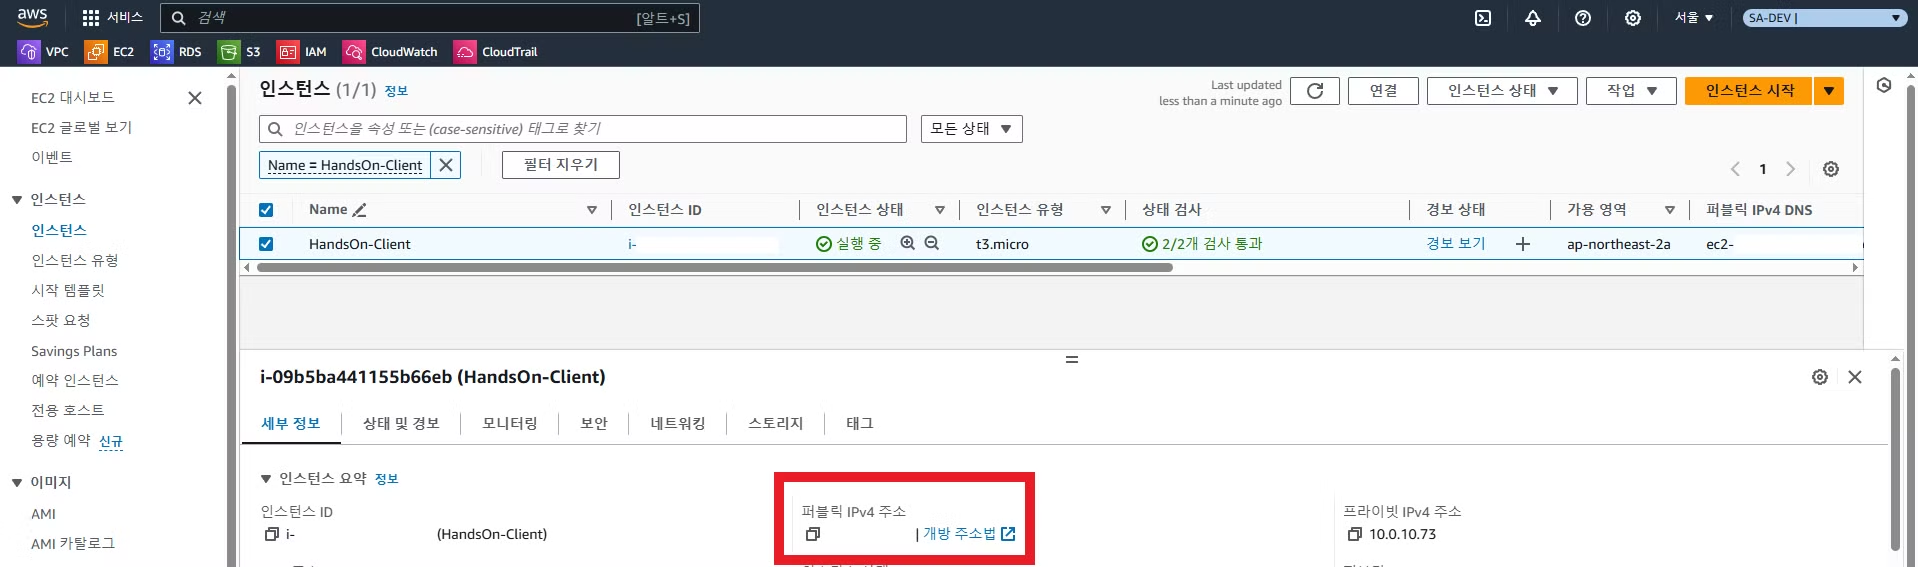 aws 서비스 검색 [알트+S] 서울 SA-DEV |
VPC EC2 RDS S3 IAM CloudWatch CloudTrail
EC2 대시보드
EC2 글로벌 보기
이벤트
인스턴스
인스턴스
인스턴스 유형
시작 템플릿
스팟 요청
Savings Plans
예약 인스턴스
전용 호스트
용량 예약 신규
이미지
AMI
AMI 카탈로그
인스턴스 (1/1) 정보
Last updated
less than a minute ago
연결 인스턴스 상태 작업 인스턴스 시작
인스턴스을 속성 또는 (case-sensitive) 태그로 찾기 모든 상태
Name = HandsOn-Client 필터 지우기
1
Name 인스턴스 ID 인스턴스 상태 인스턴스 유형 상태 검사 경보 상태 가용 영역 퍼블릭 IPv4 DNS
HandsOn-Client i- 실행 중 t3.micro 2/2개 검사 통과 경보 보기 ap-northeast-2a ec2-
i-09b5ba441155b66eb (HandsOn-Client)
세부 정보 상태 및 경보 모니터링 보안 네트워킹 스토리지 태그
인스턴스 요약 정보
인스턴스 ID
i- (HandsOn-Client)
퍼블릭 IPv4 주소
| 개방 주소법
프라이빗 IPv4 주소
10.0.10.73